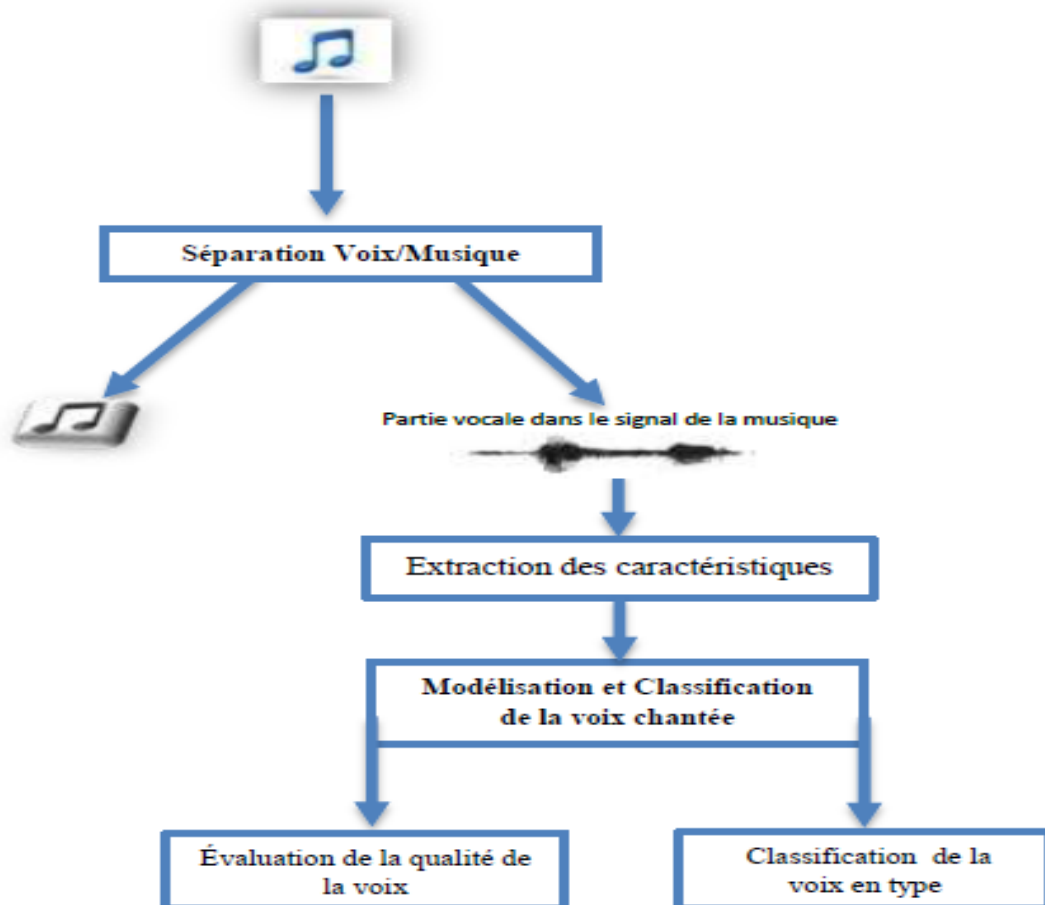 Séparation Voix/Musique
Partie vocale dans le signal de la musique
Extraction des caractéristiques
Modélisation et Classification
de la voix chantée
Évaluation de la qualité de
la voix
Classification de la
voix en type